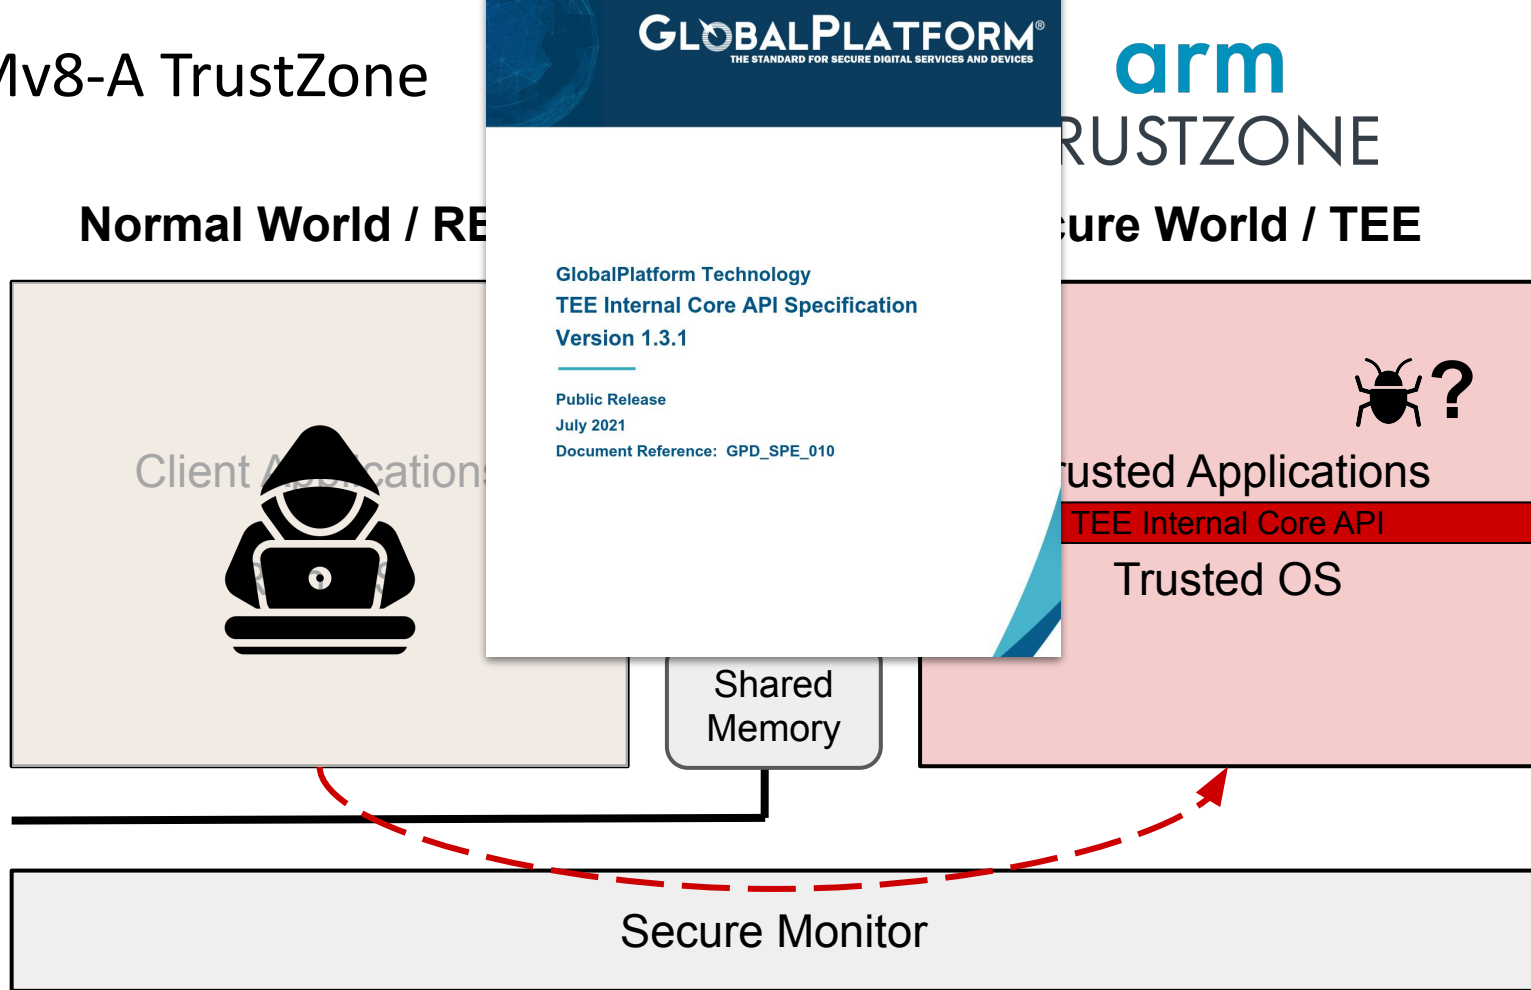 Mv8-A TrustZone
GLOBALPLATFORM®
THE STANDARD FOR SECURE DIGITAL SERVICES AND DEVICES
arm
RUSTZONE
Normal World / RE
cure World / TEE
GlobalPlatform Technology
TEE Internal Core API Specification
Version 1.3.1
Public Release
July 2021
Document Reference: GPD_SPE_010
?
Client Applications
rusted Applications
TEE Internal Core API
Trusted OS
Shared
Memory
Secure Monitor